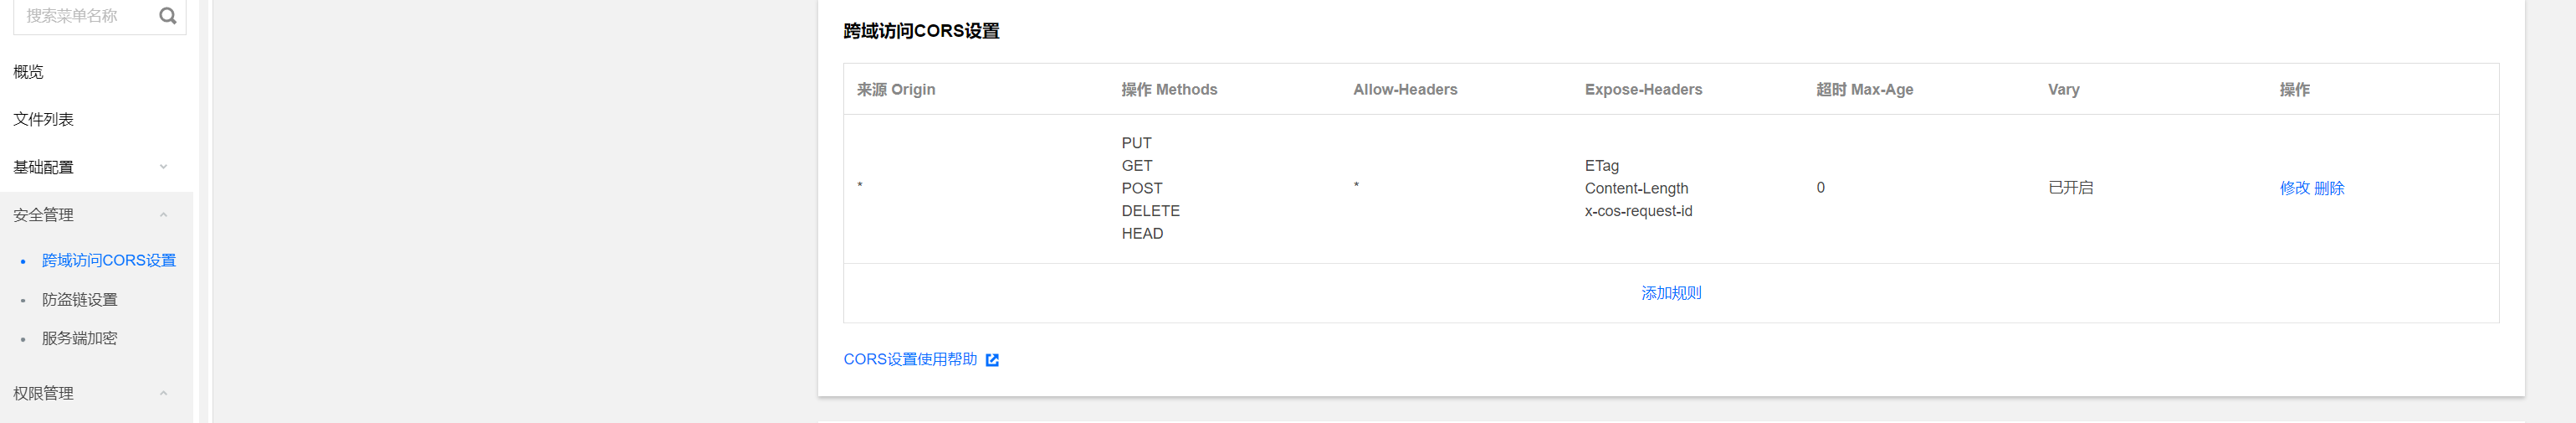 搜索菜单名称
概览
文件列表
基础配置
安全管理
跨域访问CORS设置
防盗链设置
服务端加密
权限管理
跨域访问CORS设置
来源 Origin 操作 Methods Allow-Headers Expose-Headers 超时 Max-Age Vary 操作
* PUT
GET
POST
DELETE
HEAD * ETag
Content-Length
x-cos-request-id 0 已开启 修改 删除
添加规则
CORS设置使用帮助